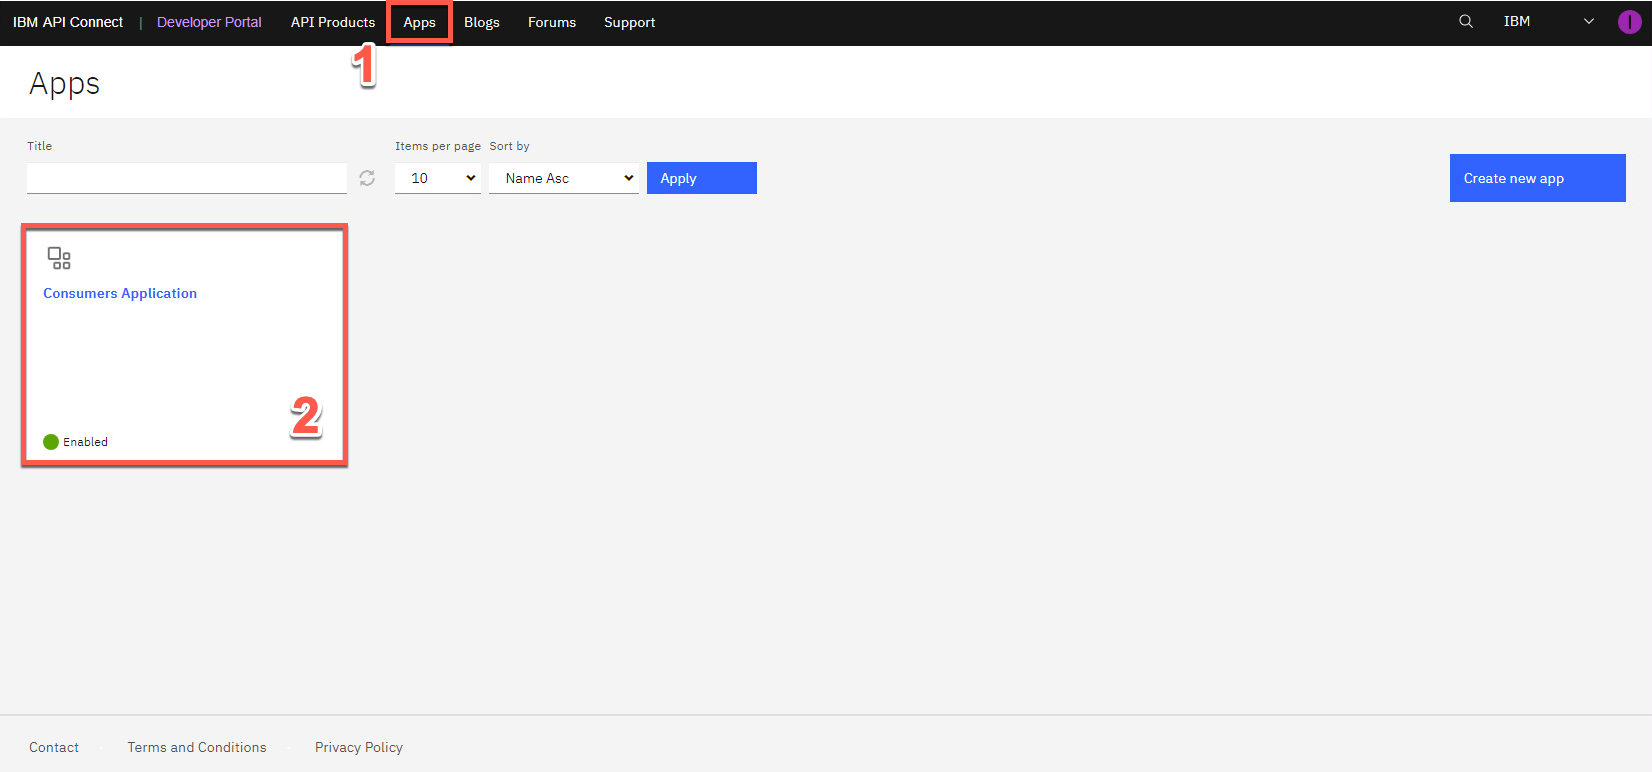 IBM API Connect | Developer Portal API Products Apps Blogs Forums Support IBM I
1
Apps
Title Items per page Sort by
10 Name Asc Apply Create new app
Consumers Application
2
Enabled
Contact · Terms and Conditions · Privacy Policy